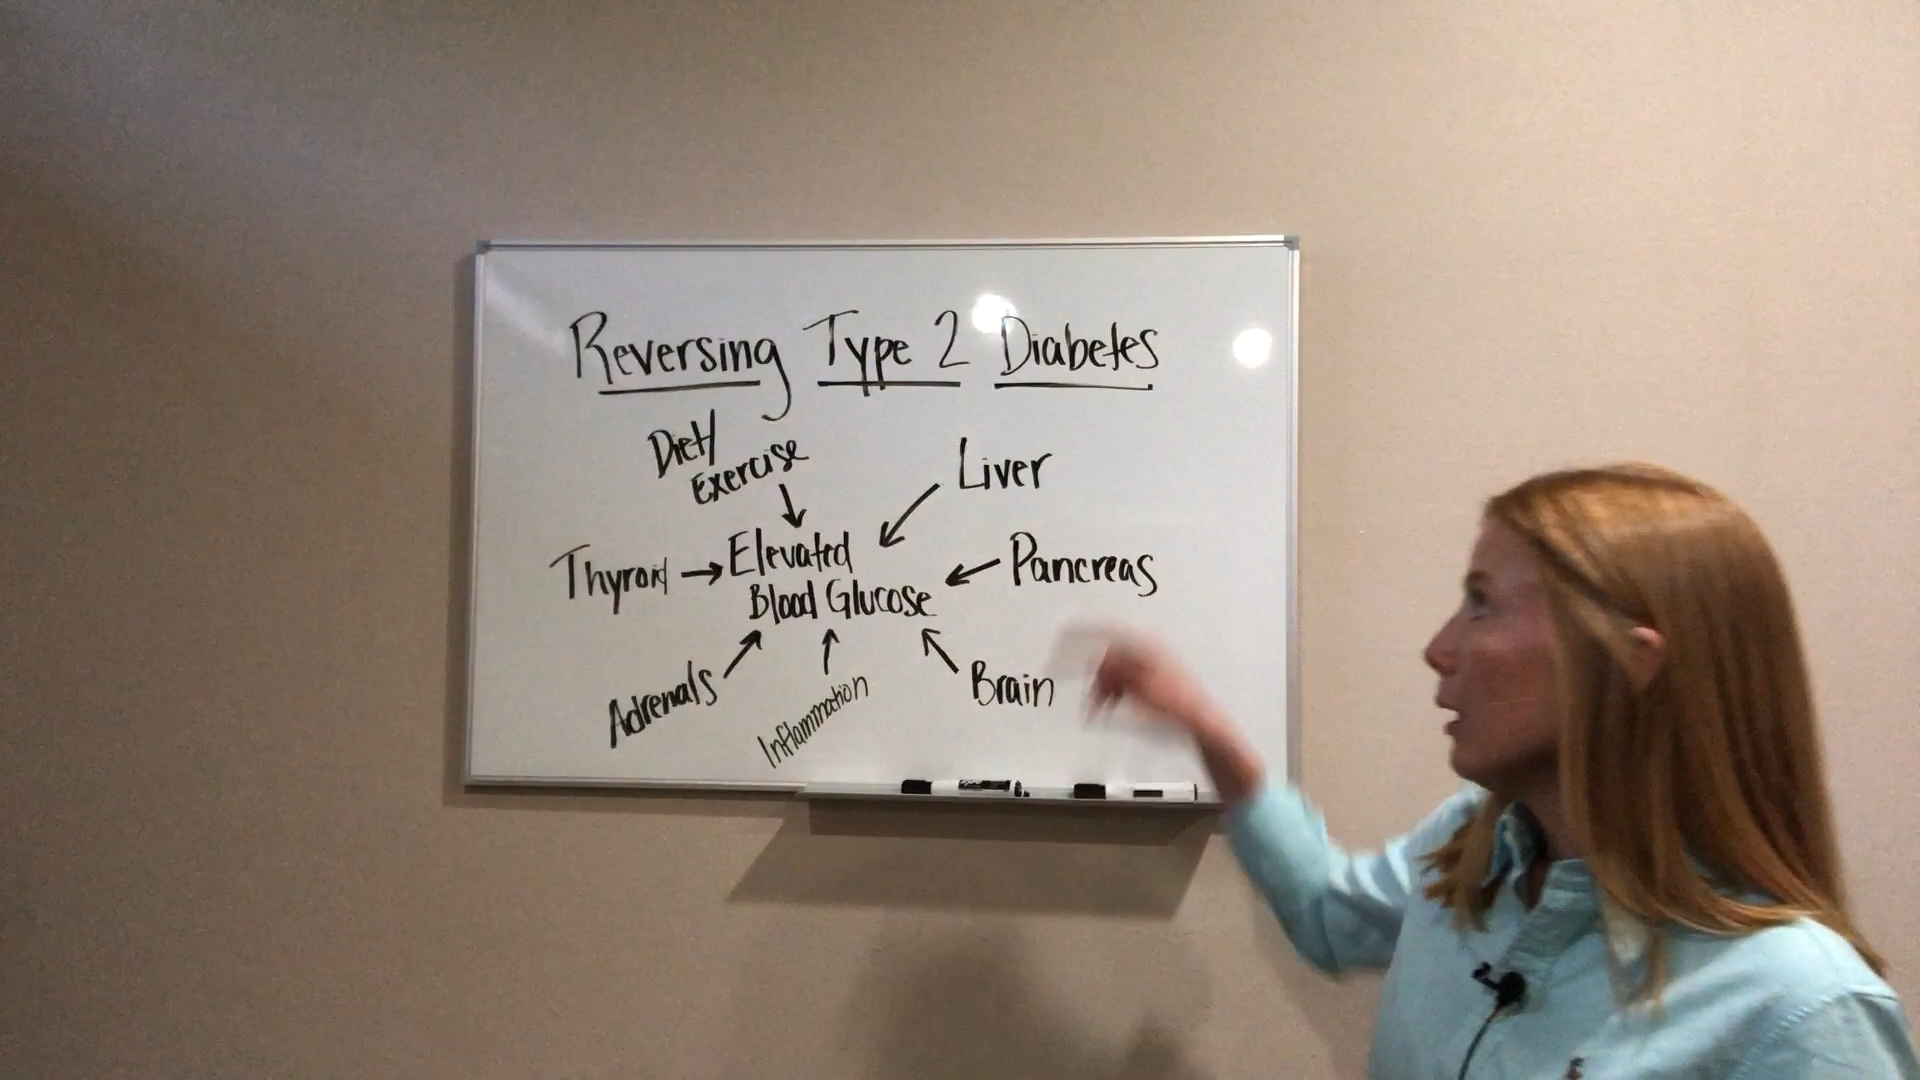 Reversing Type 2 Diabetes
Diet/
Exercise
Liver
Thyroid
Elevated
Blood Glucose
Pancreas
Adrenals
Inflammation
Brain